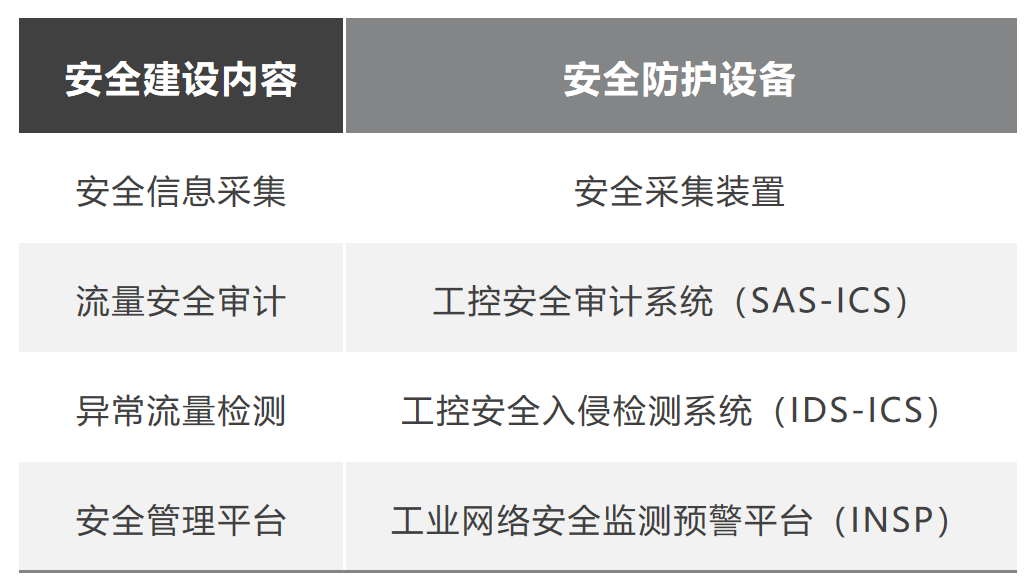 安全建设内容 安全防护设备
安全信息采集 安全采集装置
流量安全审计 工控安全审计系统（SAS-ICS）
异常流量检测 工控安全入侵检测系统（IDS-ICS）
安全管理平台 工业网络安全监测预警平台（INSP）